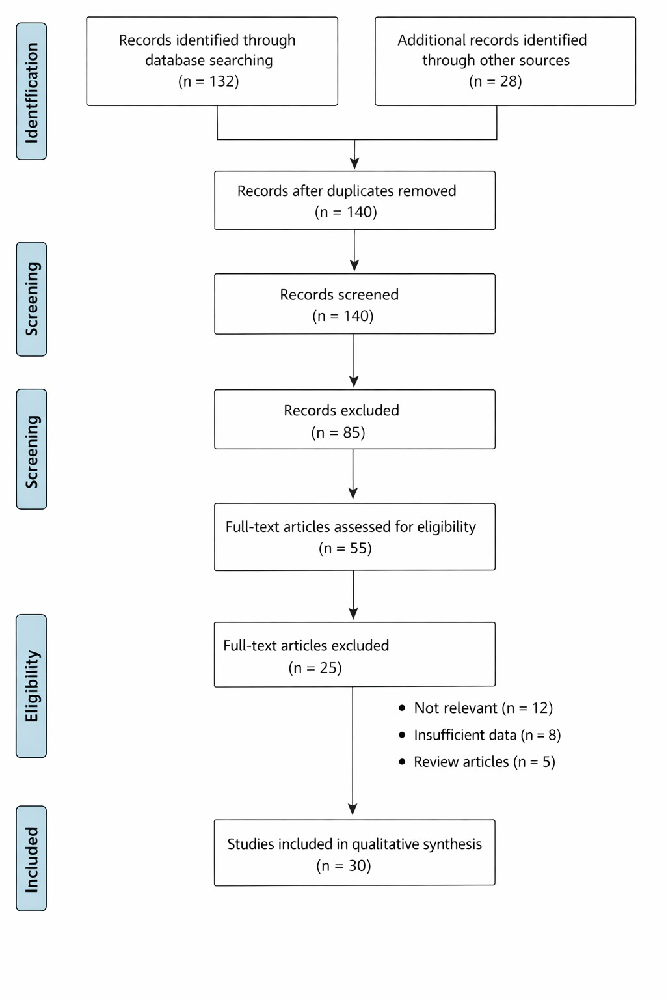 Identification
Records identified through
database searching
(n = 132)
Additional records identified
through other sources
(n = 28)
Records after duplicates removed
(n = 140)
Screening
Records screened
(n = 140)
Screening
Records excluded
(n = 85)
Full-text articles assessed for eligibility
(n = 55)
Eligibility
Full-text articles excluded
(n = 25)
• Not relevant (n = 12)
• Insufficient data (n = 8)
• Review articles (n = 5)
Included
Studies included in qualitative synthesis
(n = 30)